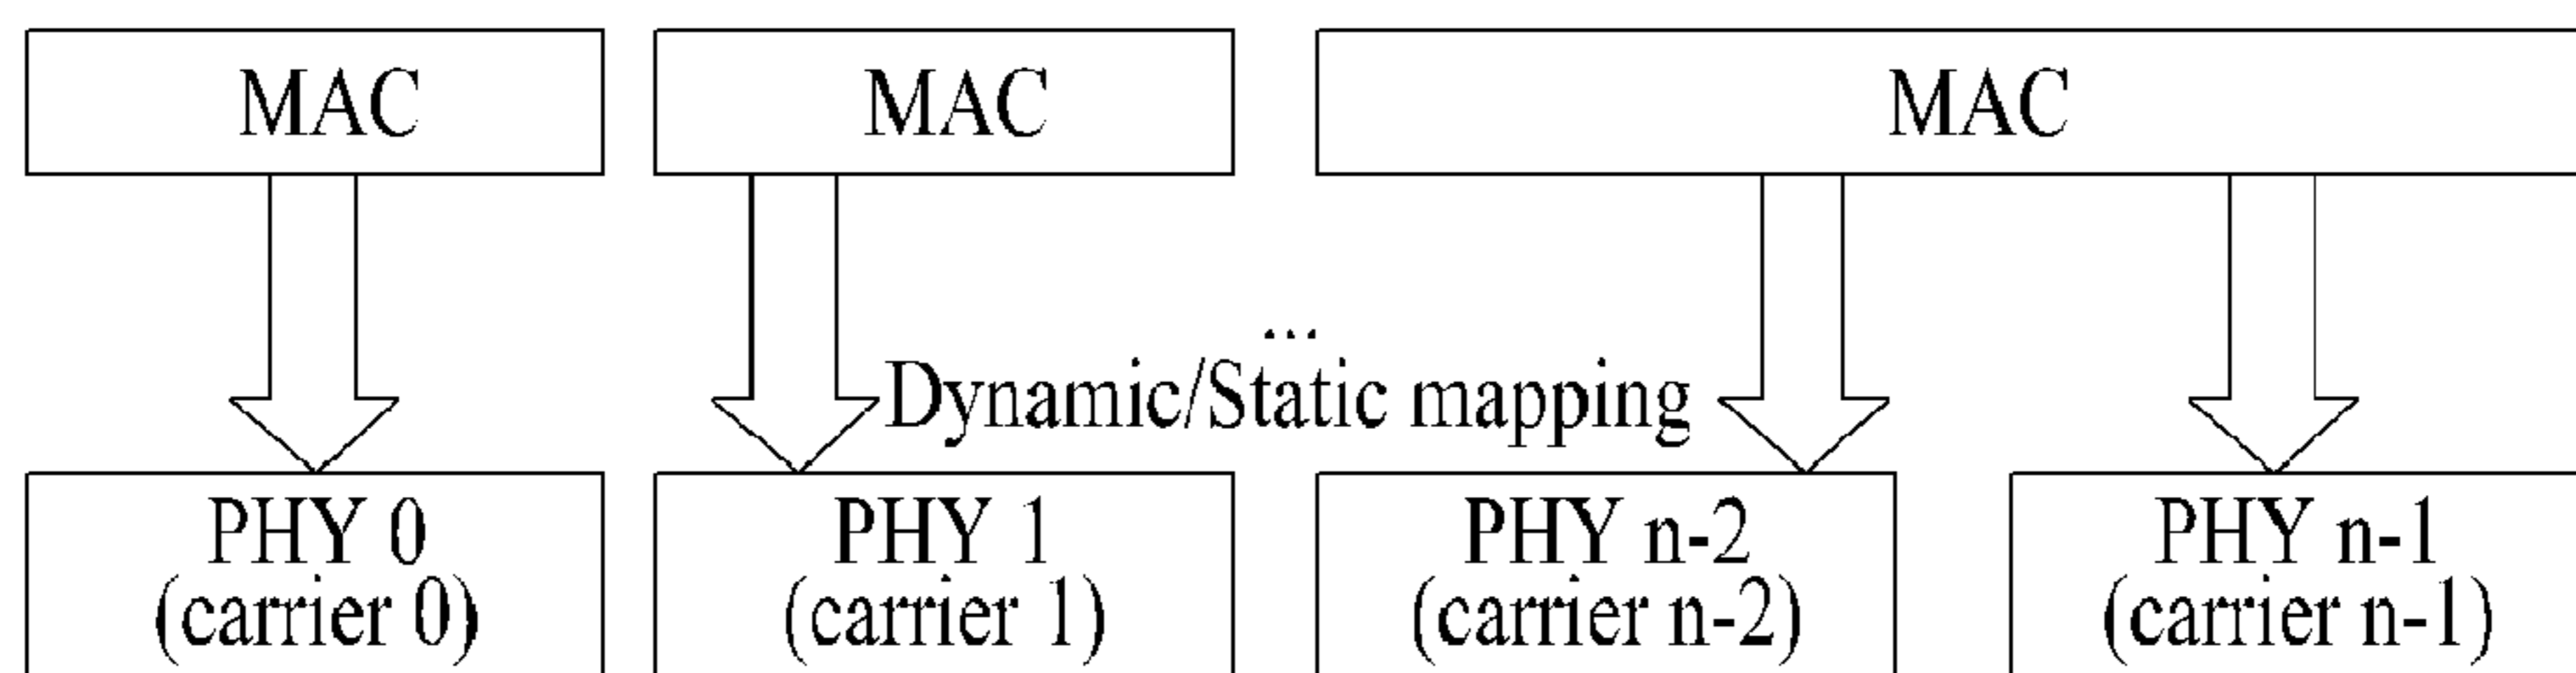 MAC
MAC
MAC
...
Dynamic/Static mapping
PHY 0
(carrier 0)
PHY 1
(carrier 1)
PHY n-2
(carrier n-2)
PHY n-1
(carrier n-1)